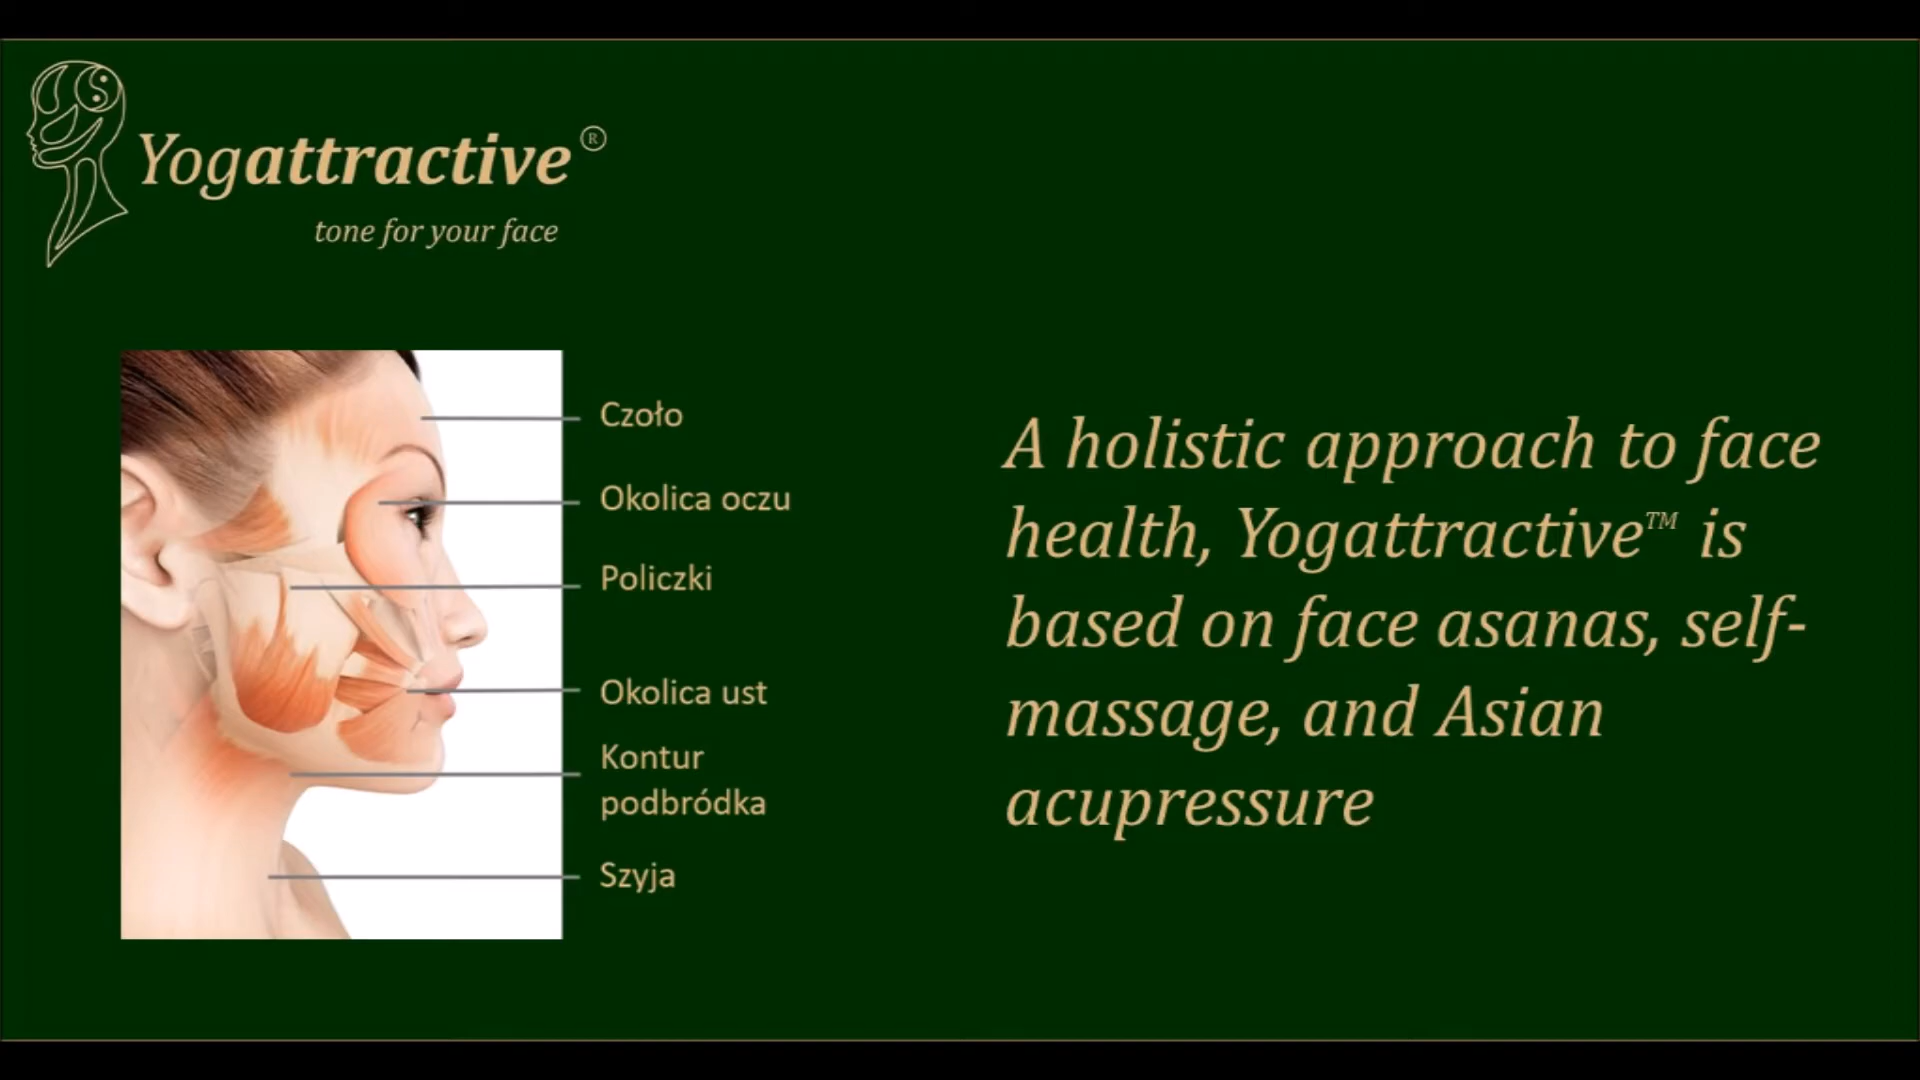 Yogattractive®
tone for your face
Czoło
Okolica oczu
Policzki
Okolica ust
Kontur
podbródka
Szyja
A holistic approach to face
health, Yogattractive™ is
based on face asanas, self-
massage, and Asian
acupressure